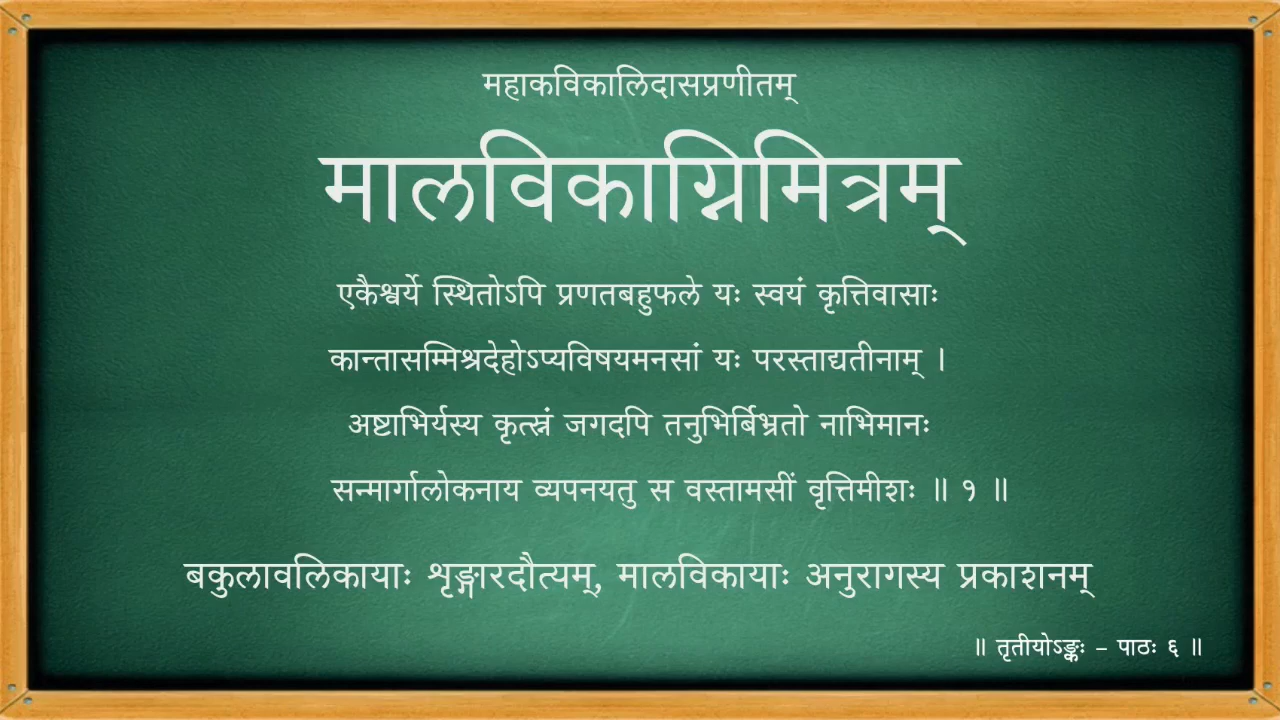 महाकविकालिदासप्रणीतम्
मालविकाग्निमित्रम्
एकैश्वर्ये स्थितोऽपि प्रणतबहुफले यः स्वयं कृत्तिवासाः
कान्तासम्मिश्रदेहोऽप्यविषयमनसां यः परस्ताद्यतीनाम् ।
अष्टाभिर्यस्य कृत्स्नं जगदपि तनुभिर्बिभ्रतो नाभिमानः
सन्मार्गालोकनाय व्यपनयतु स वस्तामसीं वृत्तिमीशः ॥ १ ॥
बकुलावलिकायाः शृङ्गारदौत्यम्, मालविकायाः अनुरागस्य प्रकाशनम्
॥ तृतीयोऽङ्कः – पाठः ६ ॥